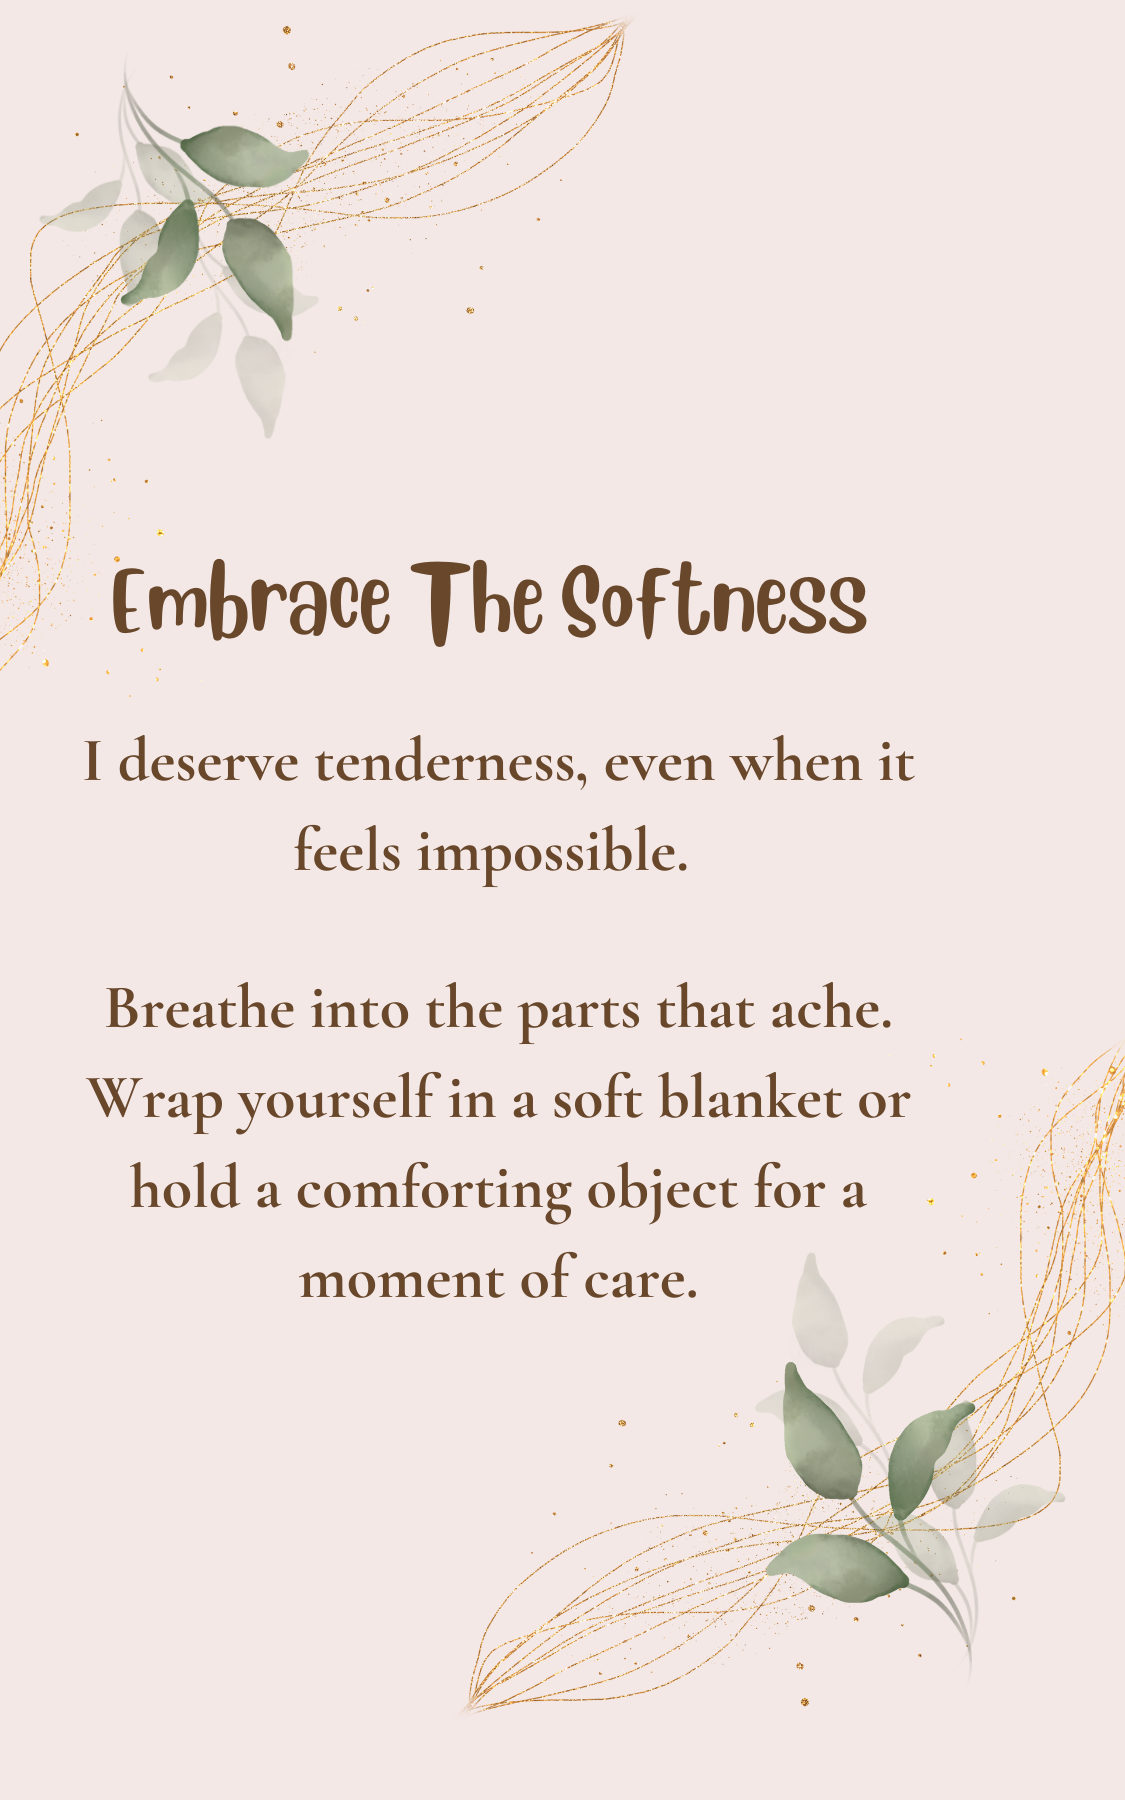 Embrace The Softness
I deserve tenderness, even when it
feels impossible.
Breathe into the parts that ache.
Wrap yourself in a soft blanket or
hold a comforting object for a
moment of care.